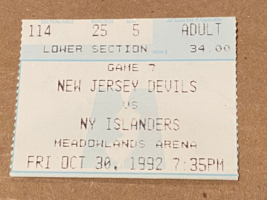 114 25 5 ADULT
LOWER SECTION 34.00
GAME 7
NEW JERSEY DEVILS
VS
NY ISLANDERS
MEADOWLANDS ARENA
FRI OCT 30, 1992 7:35PM